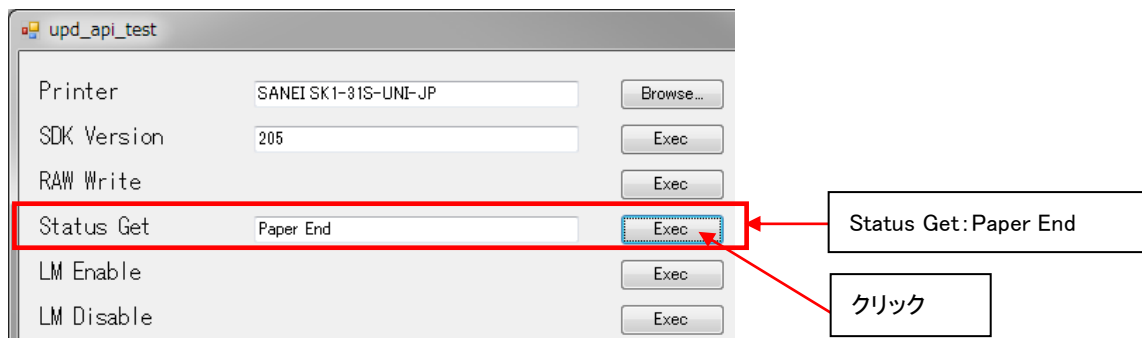 upd_api_test
Printer SANEI SK1-31S-UNI-JP Browse...
SDK Version 205 Exec
RAW Write Exec
Status Get Paper End Exec
Status Get:Paper End
LM Enable Exec
クリック
LM Disable Exec